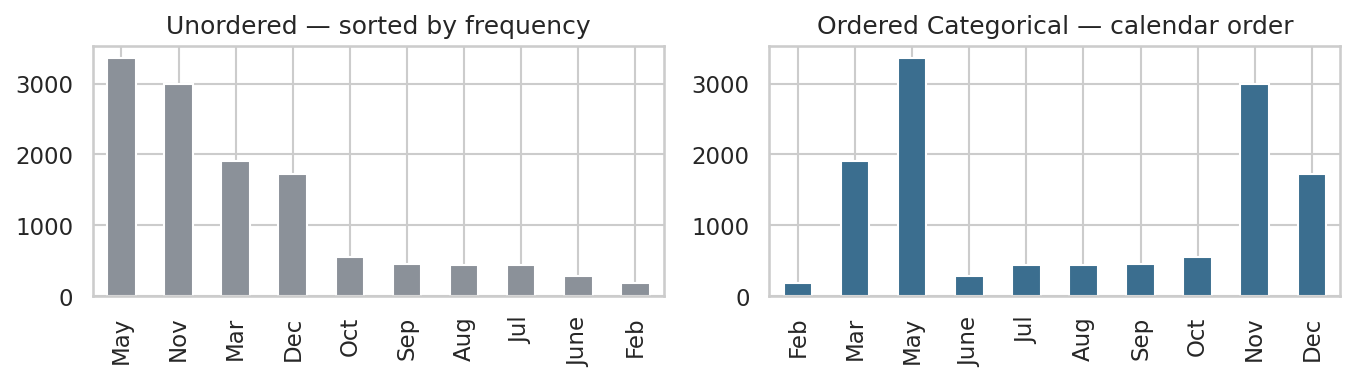 Unordered — sorted by frequency
3000
2000
1000
0
May Nov Mar Dec Oct Sep Aug Jul June Feb
Ordered Categorical — calendar order
3000
2000
1000
0
Feb Mar May June Jul Aug Sep Oct Nov Dec